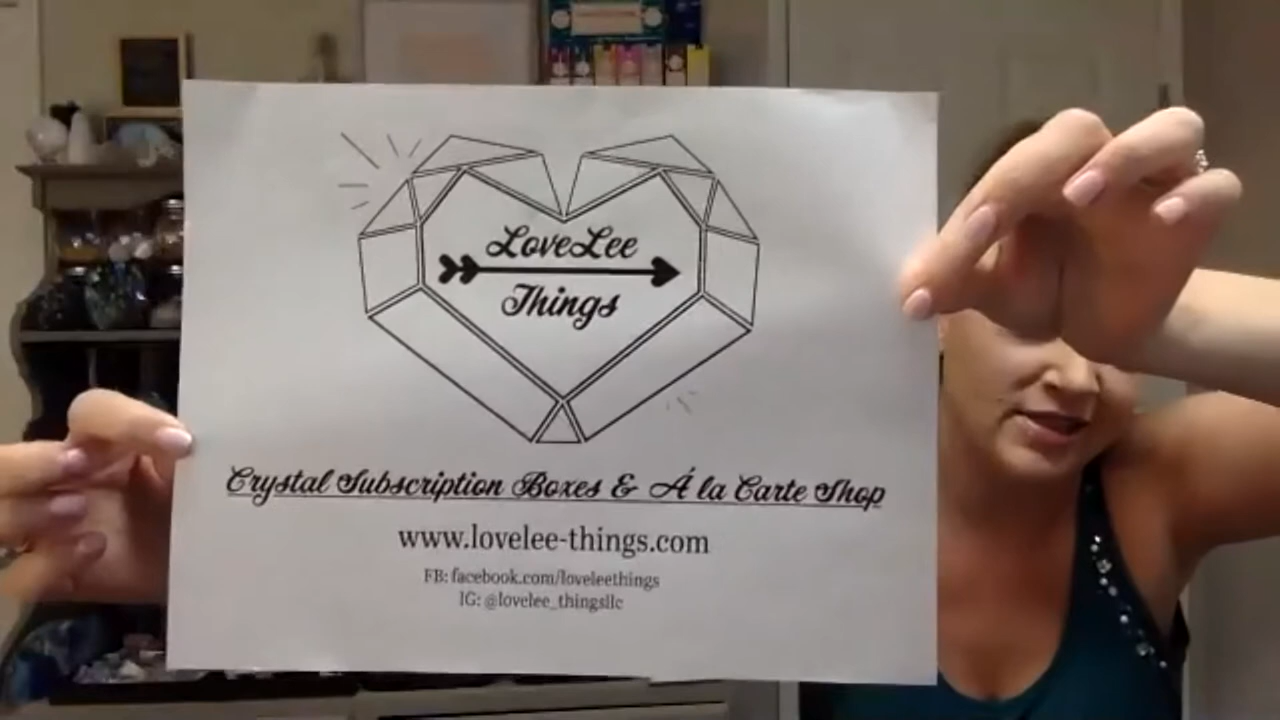 LoveLee
Things
Crystal Subscription Boxes & Á la Carte Shop
www.lovelee-things.com
FB: facebook.com/loveleethings
IG: @lovelee_thingsllc